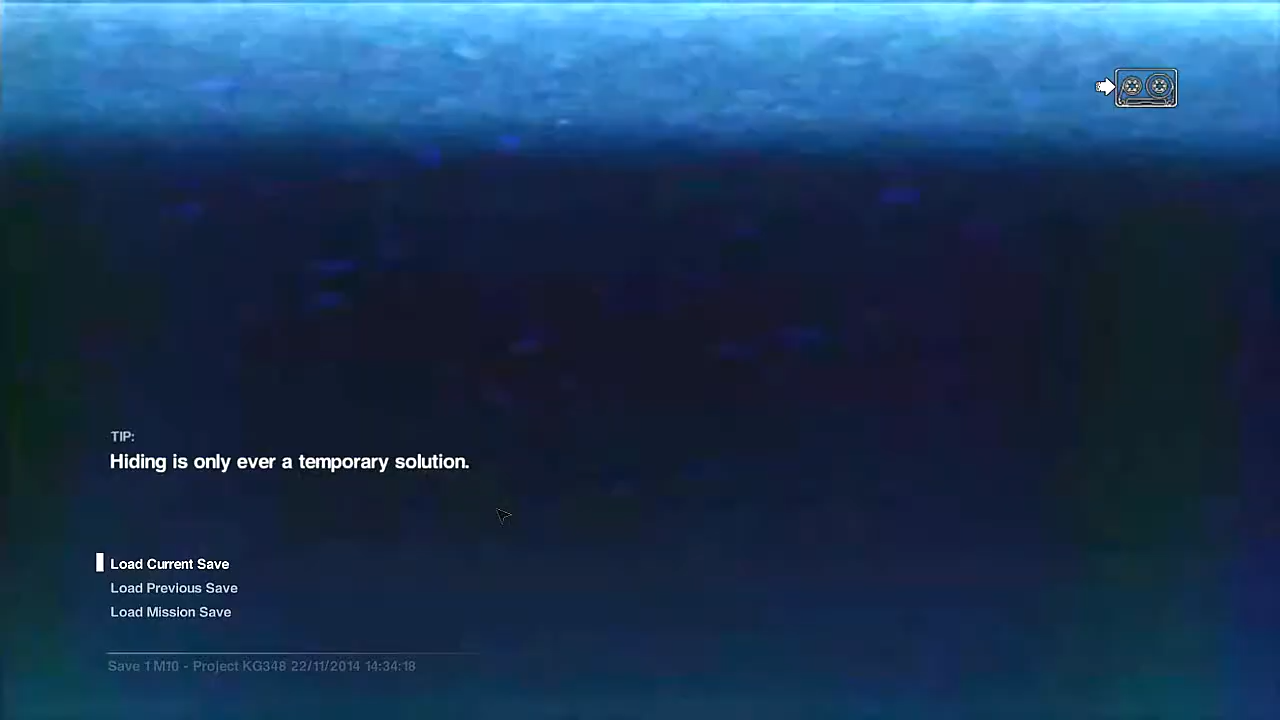 TIP:
Hiding is only ever a temporary solution.
Load Current Save
Load Previous Save
Load Mission Save
Save 1 M10 - Project KG348 22/11/2014 14:34:18